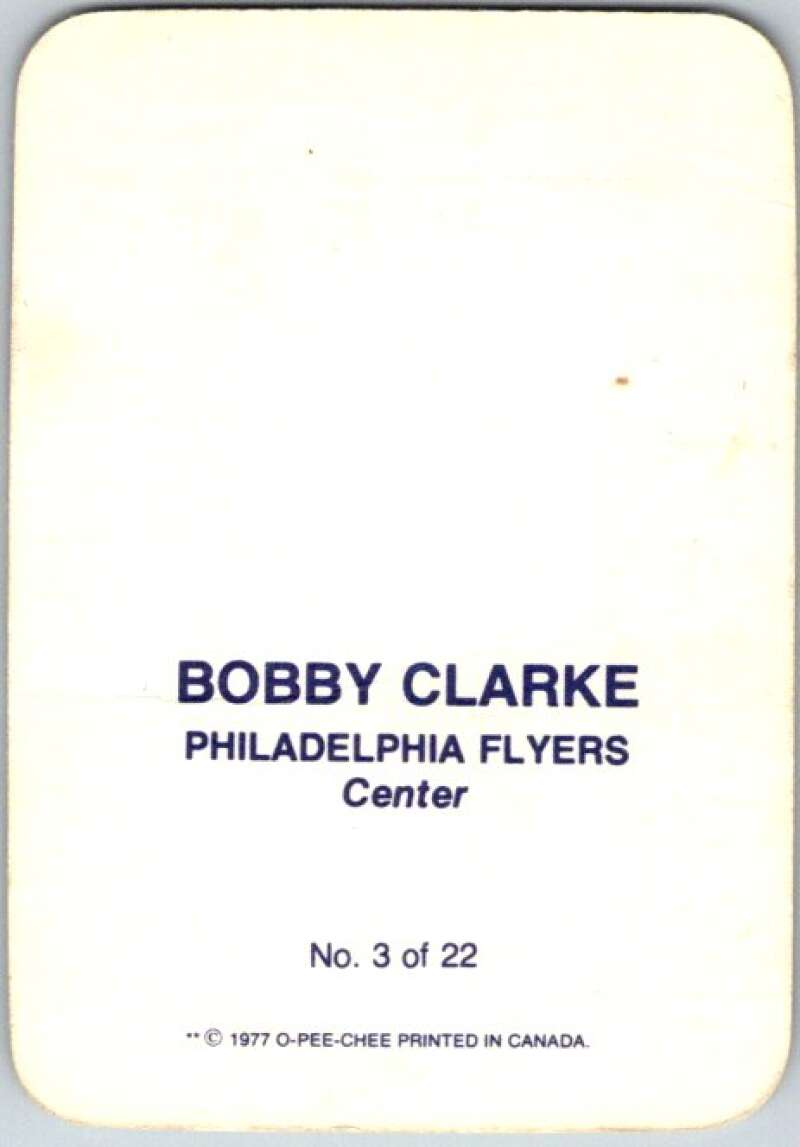 BOBBY CLARKE
PHILADELPHIA FLYERS
Center
No. 3 of 22
** © 1977 O-PEE-CHEE PRINTED IN CANADA.